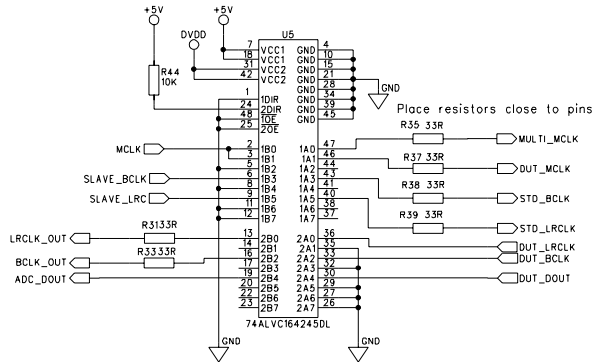 +5V +5V
DVDD
U5
R44
10K
7 VCC1 GND 4
18 VCC1 GND 10
31 VCC2 GND 15
42 VCC2 GND 21
GND 28
GND 34
GND 39
GND 45
GND
1 1DIR
24 2DIR
48 1OE
25 2OE
Place resistors close to pins
MCLK
2 1B0 1A0 47 R35 33R MULTI_MCLK
3 1B1 1A1 46 R37 33R DUT_MCLK
5 1B2 1A2 44
SLAVE_BCLK 6 1B3 1A3 43 R38 33R STD_BCLK
8 1B4 1A4 41
SLAVE_LRC 9 1B5 1A5 40 R39 33R STD_LRCLK
11 1B6 1A6 38
12 1B7 1A7 37
LRCLK_OUT R31 33R 13 2B0 2A0 36 DUT_LRCLK
14 2B1 2A1 35
BCLK_OUT R33 33R 16 2B2 2A2 33 DUT_BCLK
17 2B3 2A3 32
ADC_DOUT 19 2B4 2A4 30 DUT_DOUT
20 2B5 2A5 29
22 2B6 2A6 27
23 2B7 2A7 26
74ALVC164245DL
GND GND